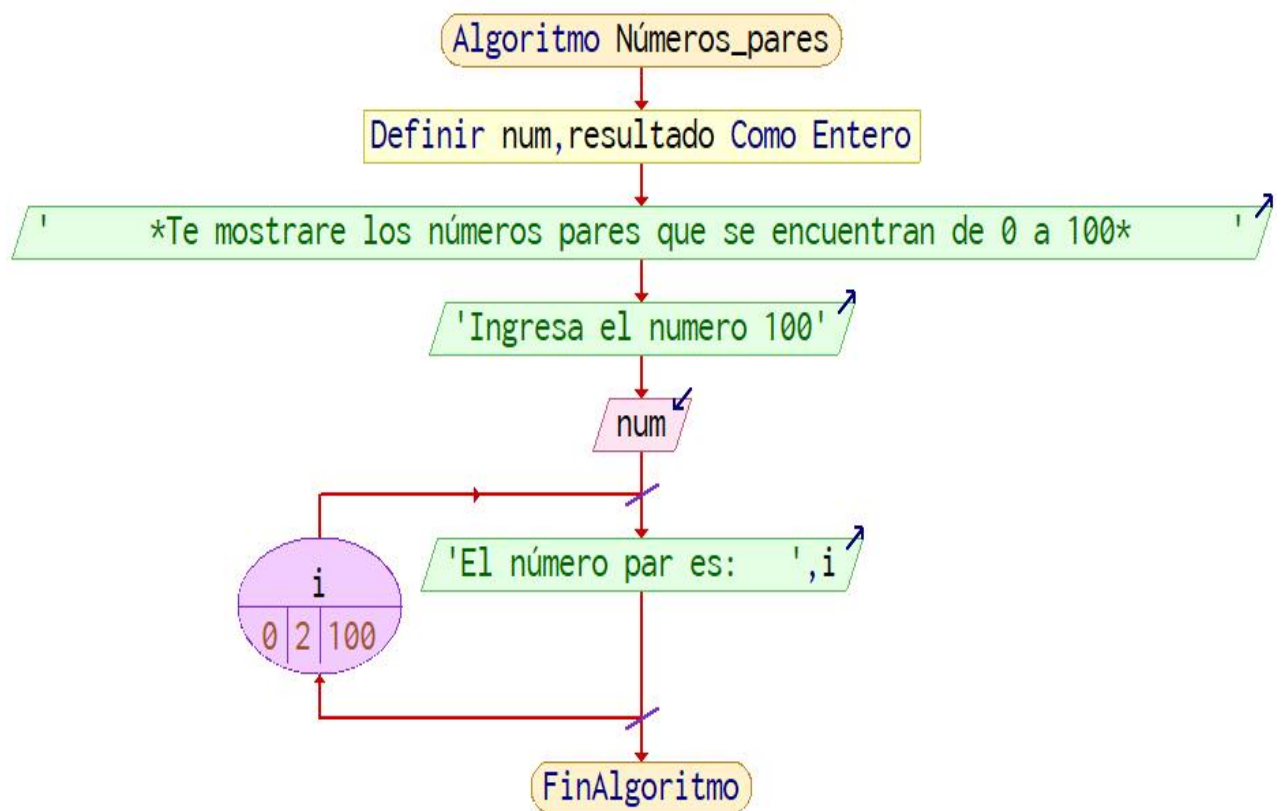 Algoritmo Números_pares
Definir num,resultado Como Entero
'     *Te mostrare los números pares que se encuentran de 0 a 100*     '
'Ingresa el numero 100'
num
'El número par es:   ',i
i
0 2 100
FinAlgoritmo